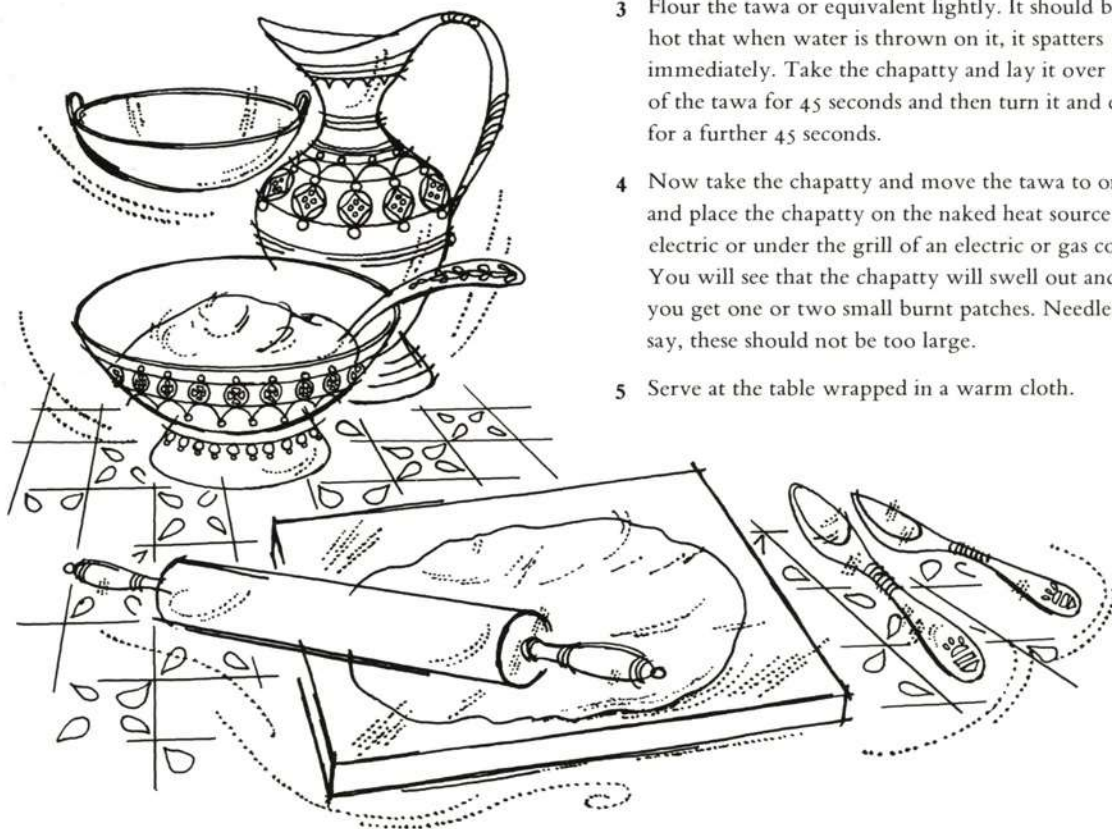 3 Flour the tawa or equivalent lightly. It should b
hot that when water is thrown on it, it spatters
immediately. Take the chapatty and lay it over
of the tawa for 45 seconds and then turn it and
for a further 45 seconds.
4 Now take the chapatty and move the tawa to
and place the chapatty on the naked heat source
electric or under the grill of an electric or gas
You will see that the chapatty will swell out and
you get one or two small burnt patches. Needle
say, these should not be too large.
5 Serve at the table wrapped in a warm cloth.